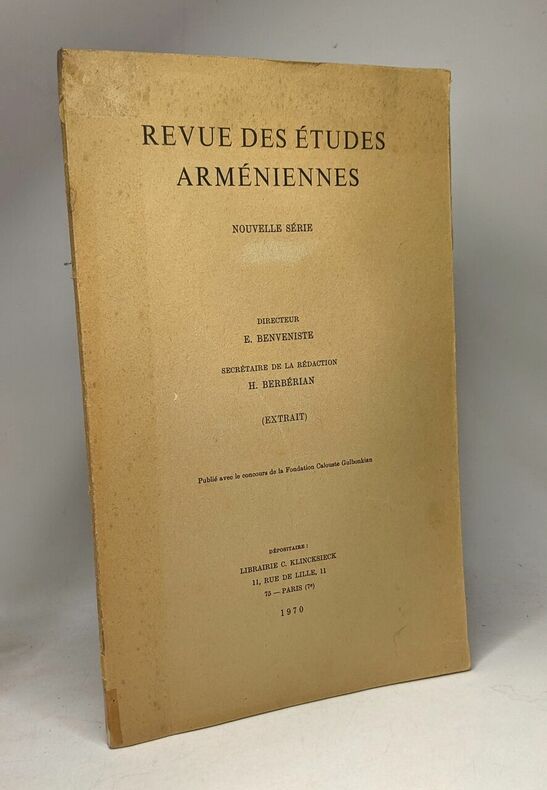 REVUE DES ÉTUDES
ARMÉNIENNES
NOUVELLE SÉRIE
DIRECTEUR
E. BENVENISTE
SECRÉTAIRE DE LA RÉDACTION
H. BERBÉRIAN
(EXTRAIT)
Publié avec le concours de la Fondation Calouste Gulbenkian
DÉPOSITAIRE :
LIBRAIRIE C. KLINCKSIECK
11, RUE DE LILLE, 11
75 — PARIS (7e)
1970